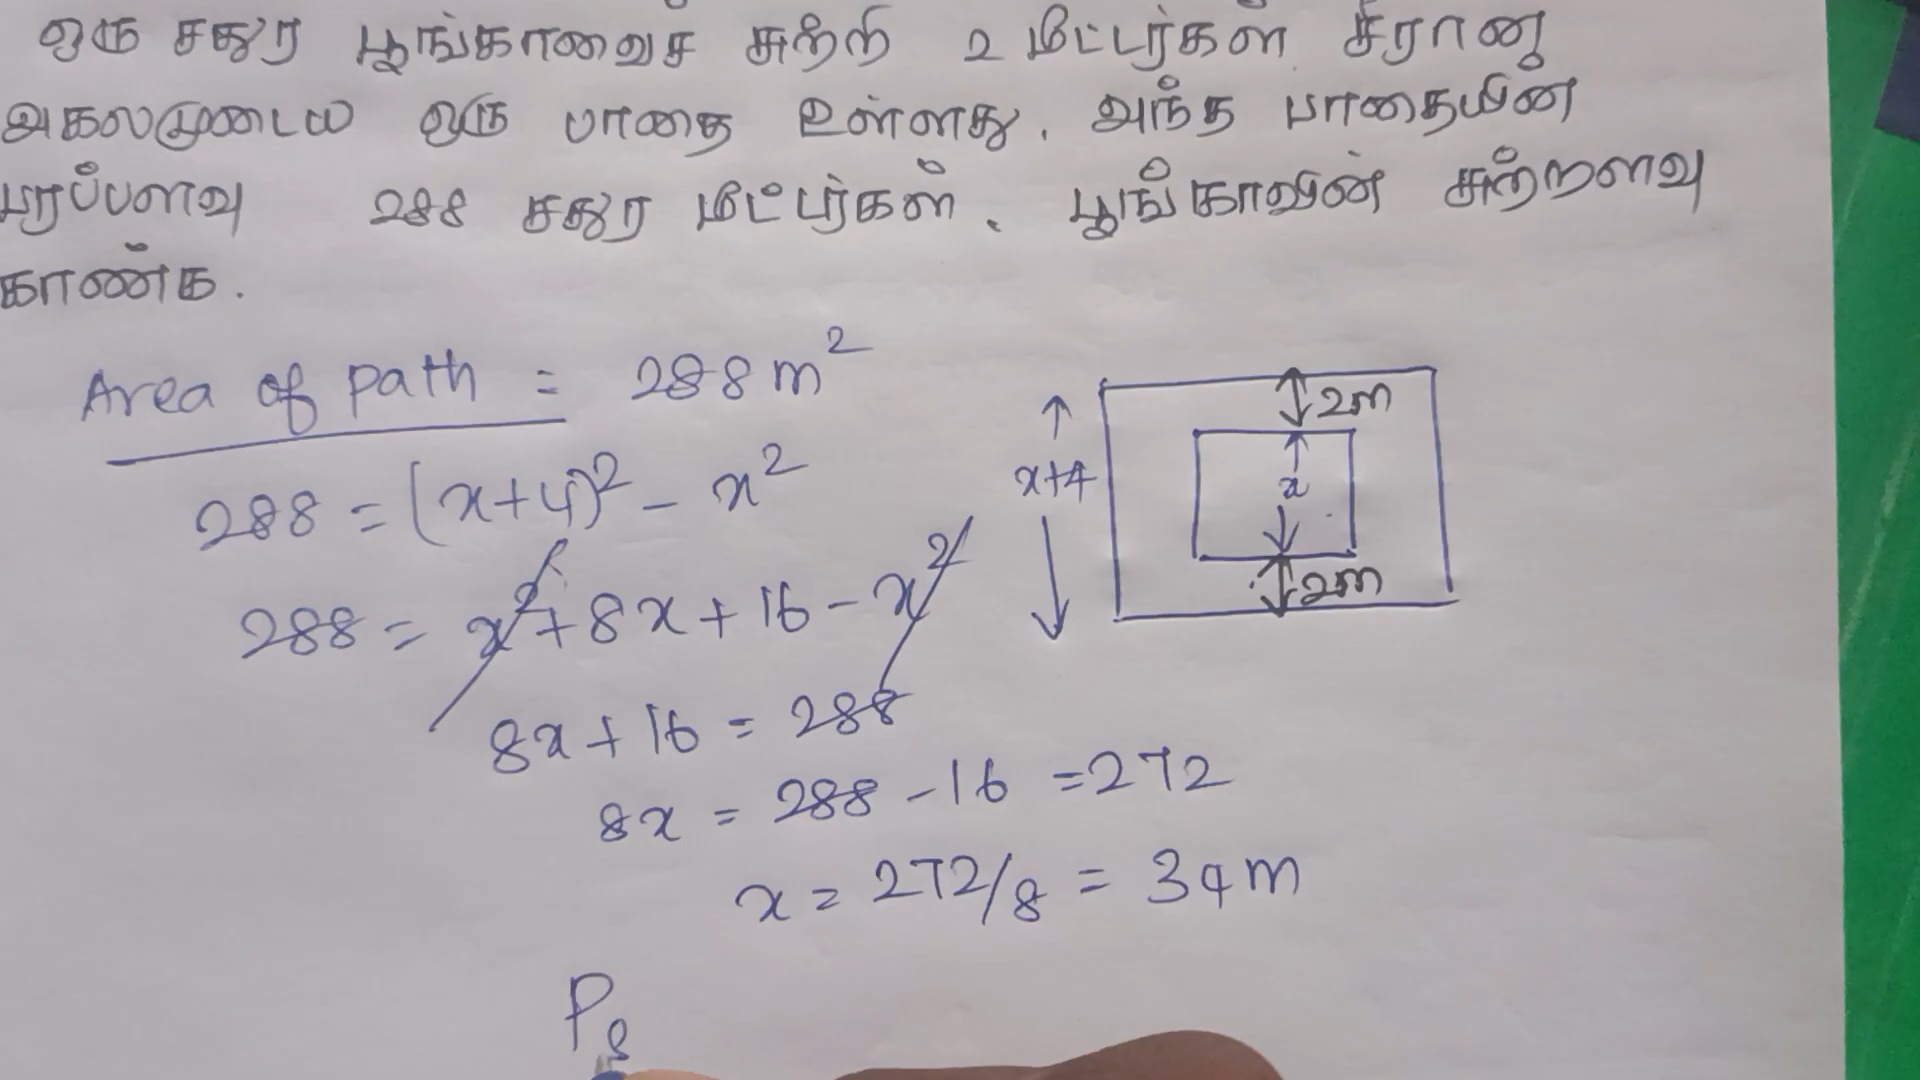 ஒரு சதுர பூங்காவைச் சுற்றி 2 மீட்டர்கள் சீரான
அகலமுடைய ஒரு பாதை உள்ளது. அந்த பாதையின்
பரப்பளவு 288 சதுர மீட்டர்கள். பூங்காவின் சுற்றளவு
காண்க.
Area of path = 288 m²
288 = (x+4)² - x²
288 = x² + 8x + 16 - x²
8x + 16 = 288
8x = 288 - 16 = 272
x = 272/8 = 34 m
Pe
2m
x+4
x
2m